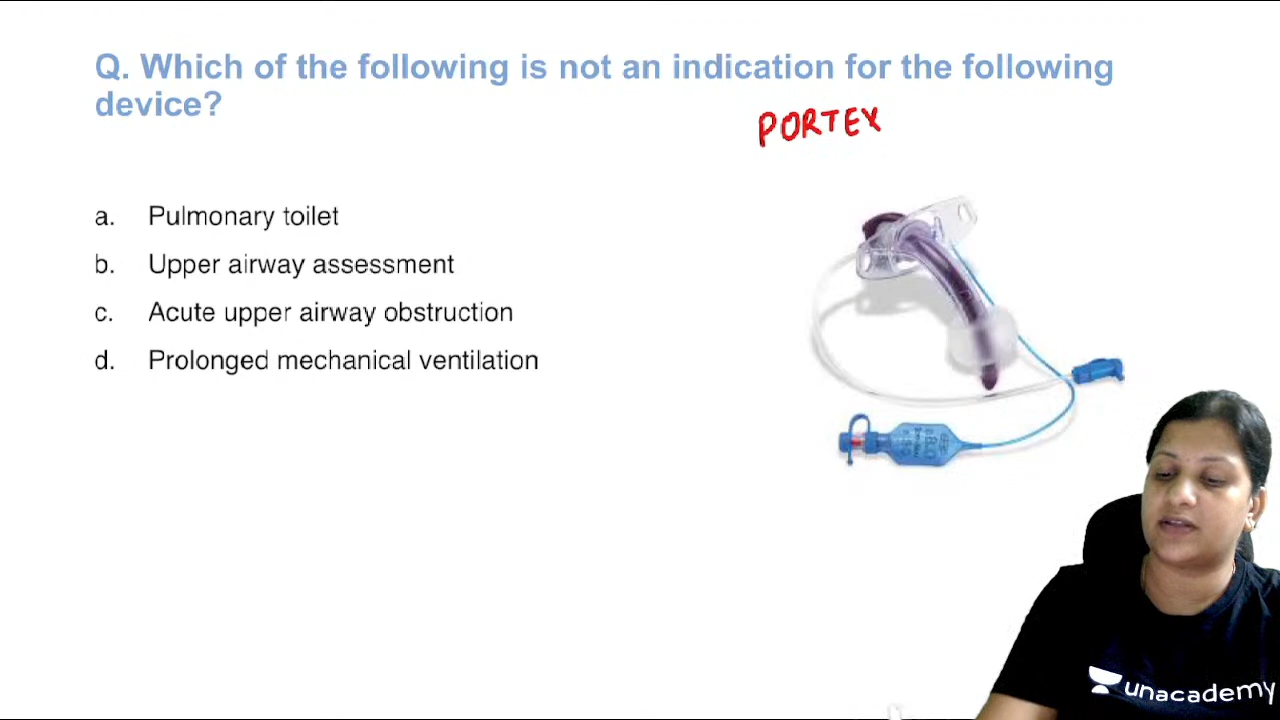 Q. Which of the following is not an indication for the following
device?
PORTEX
a. Pulmonary toilet
b. Upper airway assessment
c. Acute upper airway obstruction
d. Prolonged mechanical ventilation
unacademy